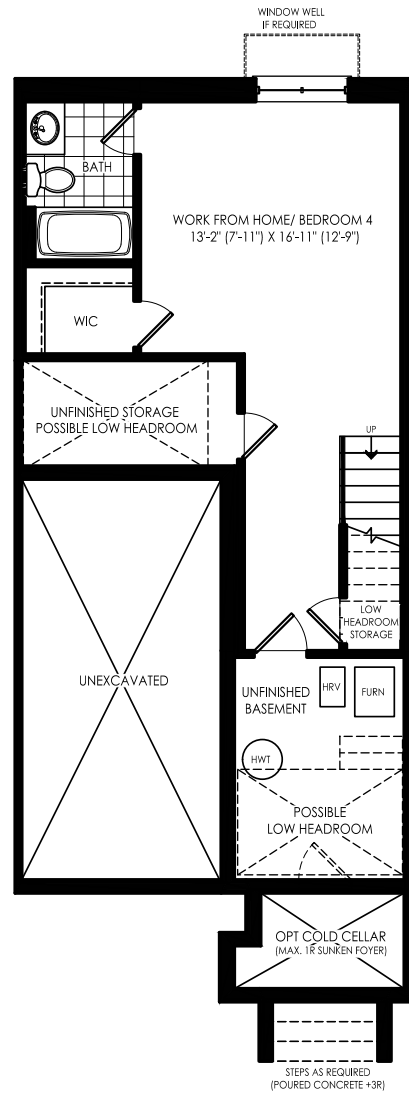 WINDOW WELL
IF REQUIRED
BATH
WORK FROM HOME/ BEDROOM 4
13'-2" (7'-11") X 16'-11" (12'-9")
WIC
UNFINISHED STORAGE
POSSIBLE LOW HEADROOM
UP
LOW
HEADROOM
STORAGE
UNEXCAVATED
UNFINISHED
BASEMENT
HRV
FURN
HWT
POSSIBLE
LOW HEADROOM
OPT COLD CELLAR
(MAX. 1R SUNKEN FOYER)
STEPS AS REQUIRED
(POURED CONCRETE +3R)